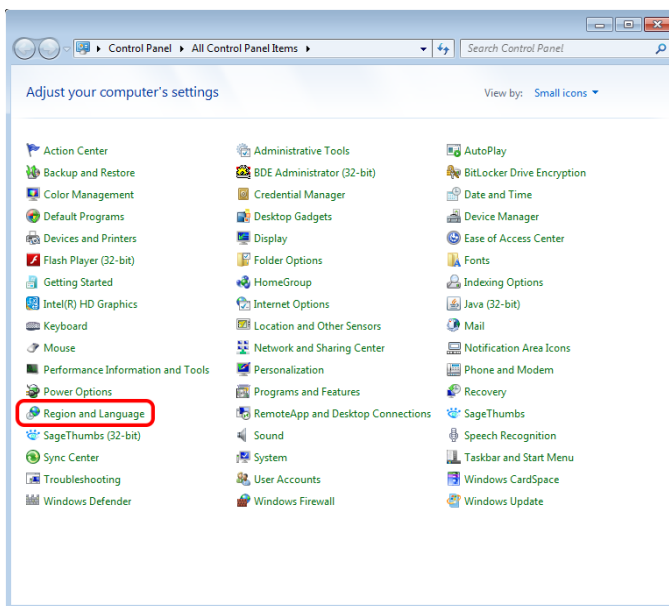 Control Panel All Control Panel Items Search Control Panel
Adjust your computer's settings View by: Small icons
Action Center Administrative Tools AutoPlay
Backup and Restore BDE Administrator (32-bit) BitLocker Drive Encryption
Color Management Credential Manager Date and Time
Default Programs Desktop Gadgets Device Manager
Devices and Printers Display Ease of Access Center
Flash Player (32-bit) Folder Options Fonts
Getting Started HomeGroup Indexing Options
Intel(R) HD Graphics Internet Options Java (32-bit)
Keyboard Location and Other Sensors Mail
Mouse Network and Sharing Center Notification Area Icons
Performance Information and Tools Personalization Phone and Modem
Power Options Programs and Features Recovery
Region and Language RemoteApp and Desktop Connections SageThumbs
SageThumbs (32-bit) Sound Speech Recognition
Sync Center System Taskbar and Start Menu
Troubleshooting User Accounts Windows CardSpace
Windows Defender Windows Firewall Windows Update